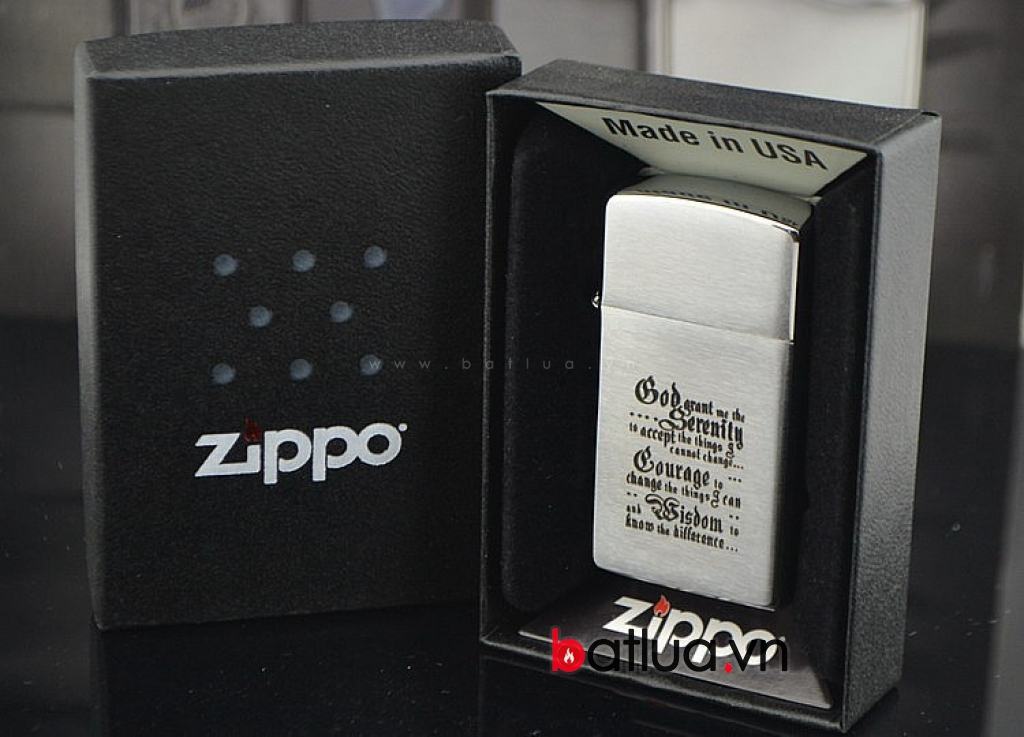 Made in USA
www.batlua.vn
God grant me the
.... Serenity
to accept the things I
cannot change...
Courage to ...
change the things I can
.. and Wisdom to ..
know the difference...
zippo
zippo
batlua.vn